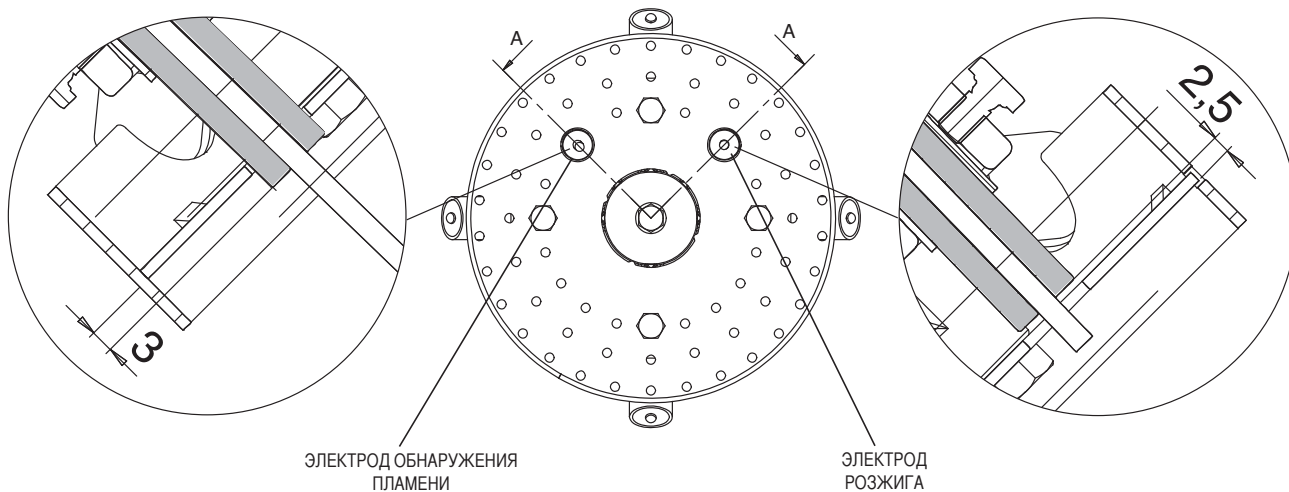 A
A
3
2,5
ЭЛЕКТРОД ОБНАРУЖЕНИЯ
ПЛАМЕНИ
ЭЛЕКТРОД
РОЗЖИГА